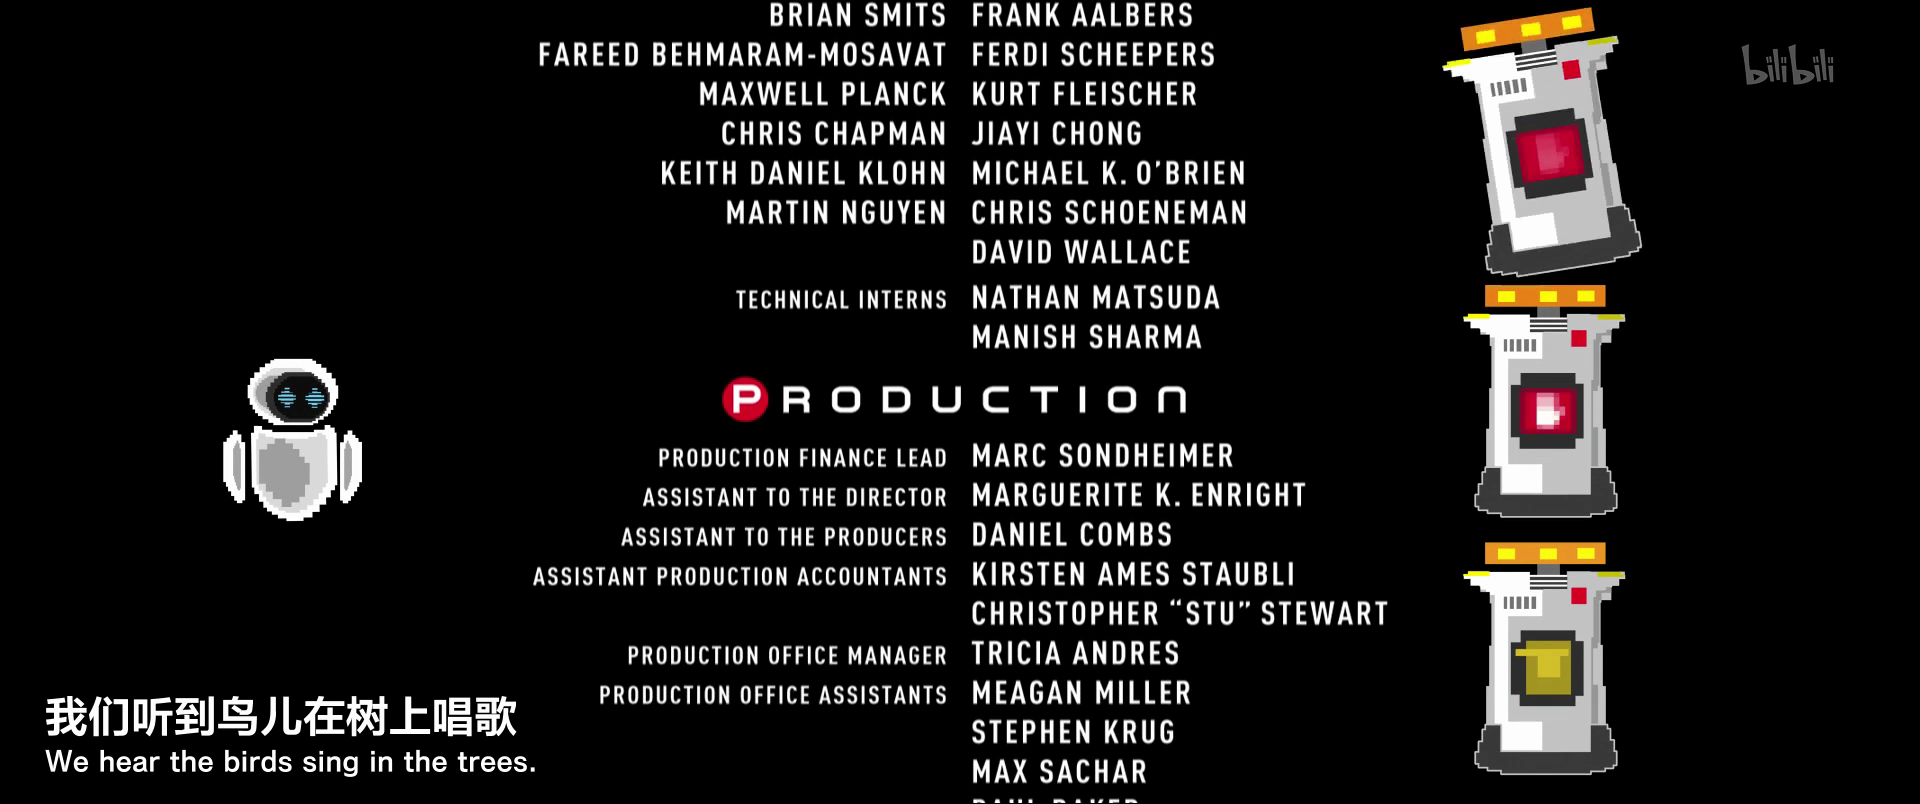 BRIAN SMITS FRANK AALBERS
FAREED BEHMARAM-MOSAVAT FERDI SCHEEPERS
MAXWELL PLANCK KURT FLEISCHER
CHRIS CHAPMAN JIAYI CHONG
KEITH DANIEL KLOHN MICHAEL K. O’BRIEN
MARTIN NGUYEN CHRIS SCHOENEMAN
DAVID WALLACE
TECHNICAL INTERNS NATHAN MATSUDA
MANISH SHARMA
PRODUCTION
PRODUCTION FINANCE LEAD MARC SONDHEIMER
ASSISTANT TO THE DIRECTOR MARGUERITE K. ENRIGHT
ASSISTANT TO THE PRODUCERS DANIEL COMBS
ASSISTANT PRODUCTION ACCOUNTANTS KIRSTEN AMES STAUBLI
CHRISTOPHER “STU” STEWART
PRODUCTION OFFICE MANAGER TRICIA ANDRES
PRODUCTION OFFICE ASSISTANTS MEAGAN MILLER
STEPHEN KRUG
MAX SACHAR
bilibili
我们听到鸟儿在树上唱歌
We hear the birds sing in the trees.